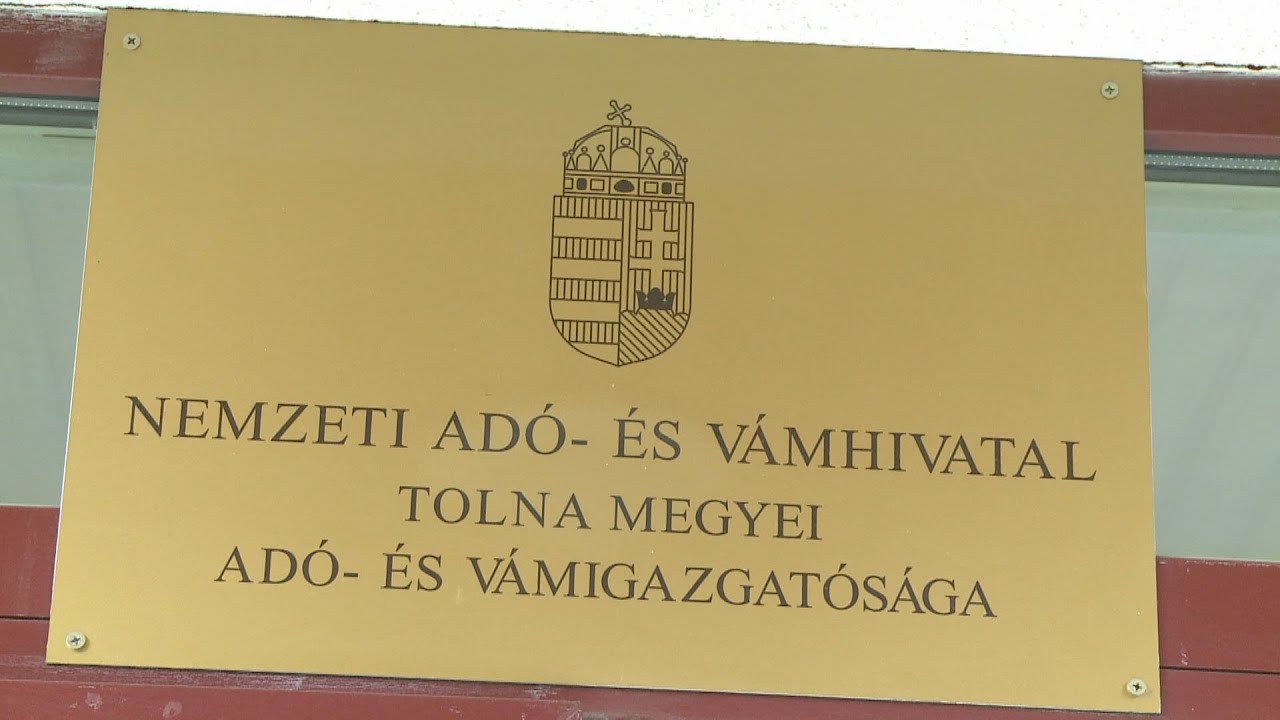 NEMZETI ADÓ- ÉS VÁMHIVATAL
TOLNA MEGYEI
ADÓ- ÉS VÁMIGAZGATÓSÁGA